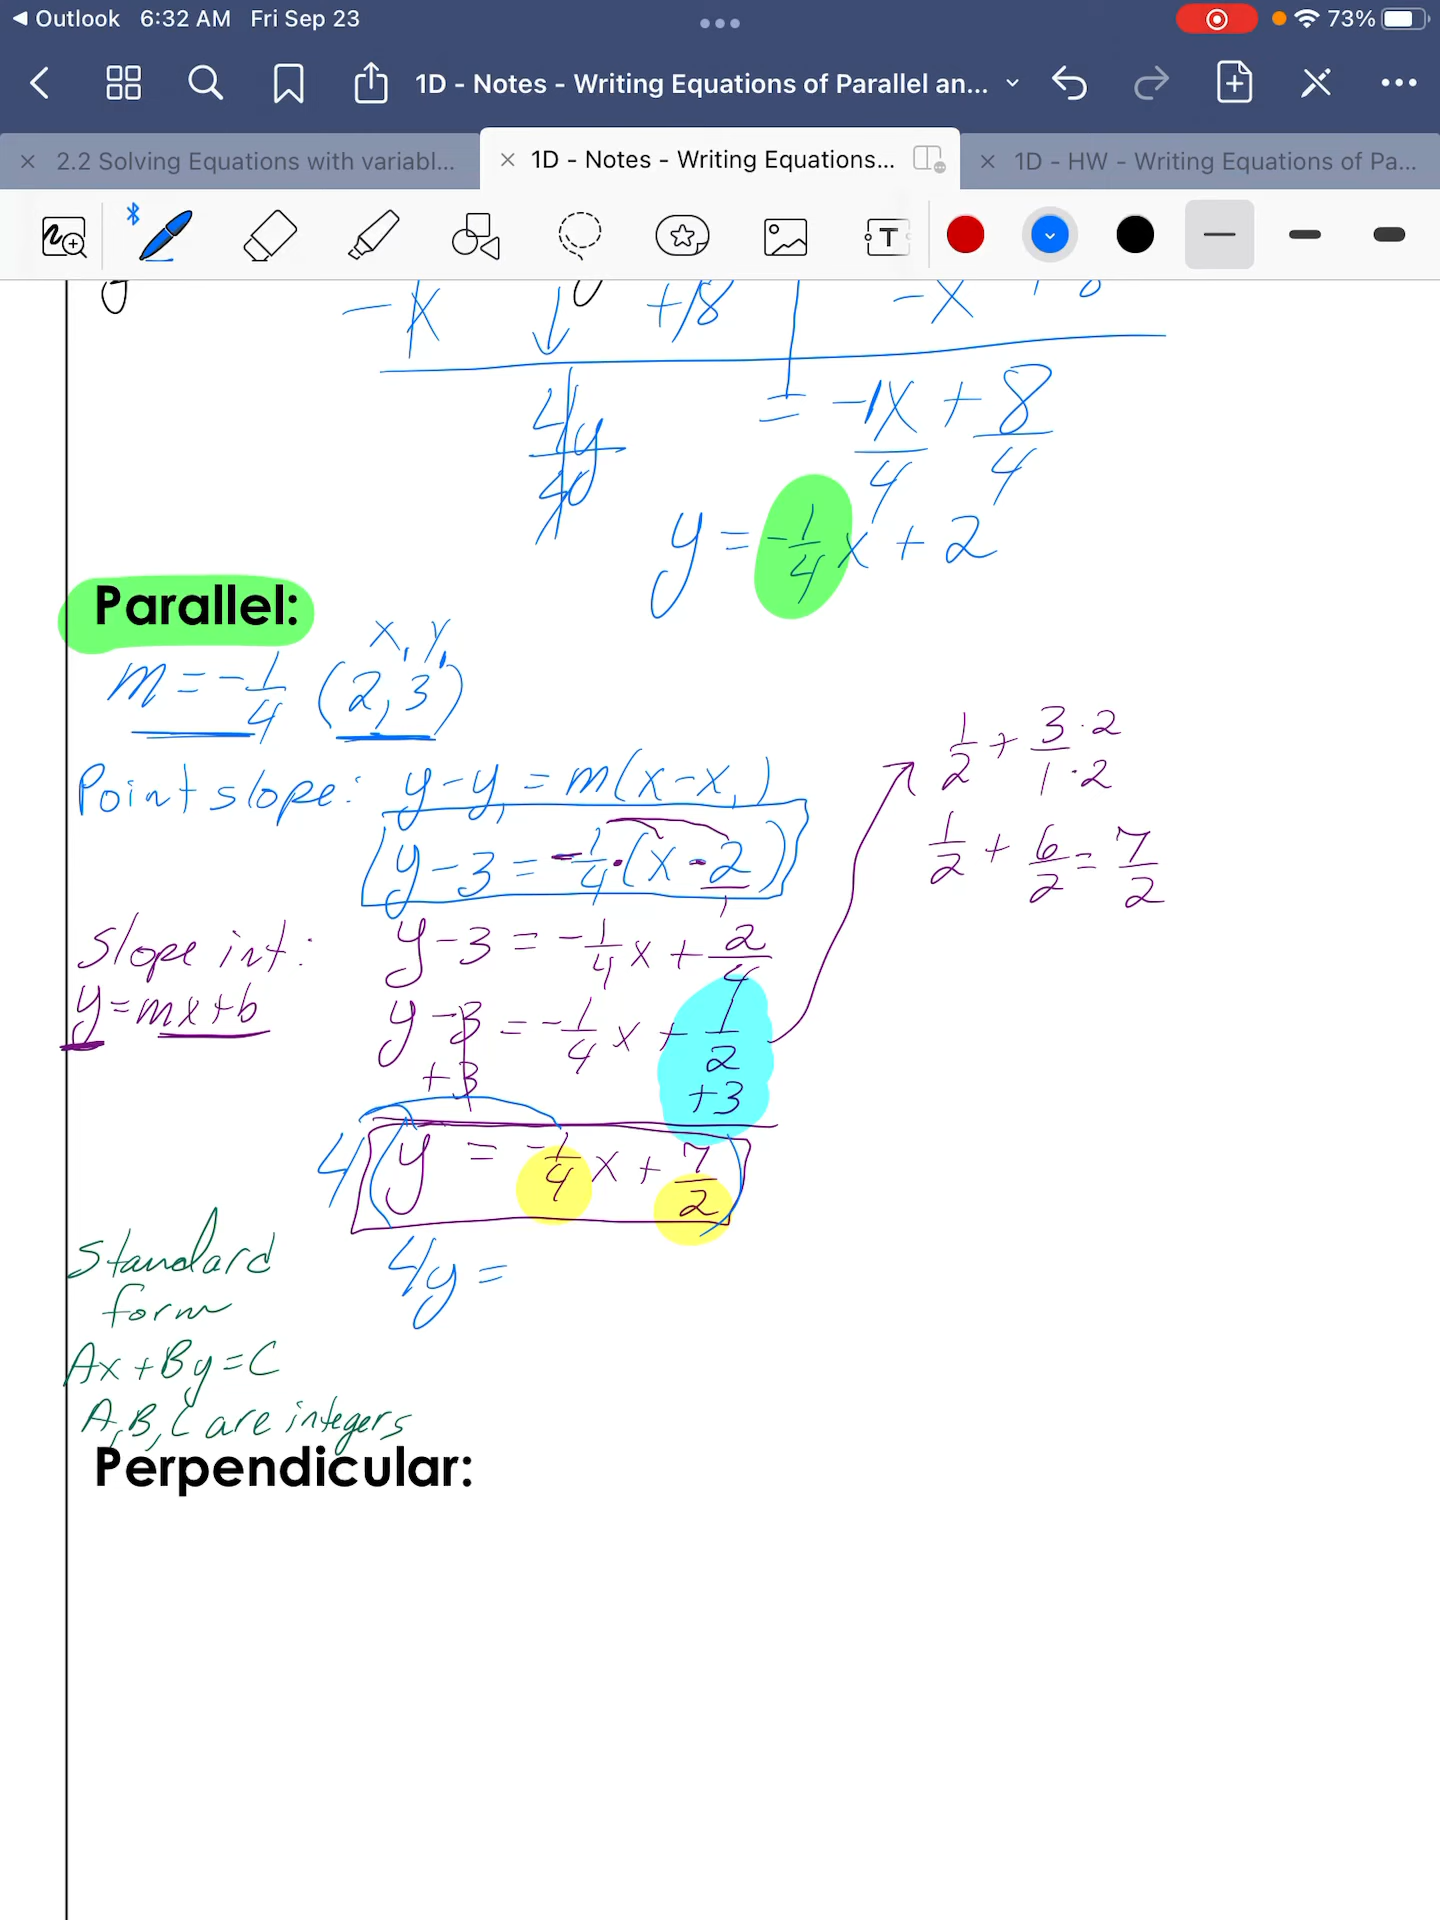 Outlook 6:32 AM Fri Sep 23 73%
1D - Notes - Writing Equations of Parallel an...
2.2 Solving Equations with variabl...
1D - Notes - Writing Equations...
1D - HW - Writing Equations of Pa...
T
-x +8 -x
4y/4 = -1x/4 + 8/4
y = -1/4 x + 2
Parallel:
x, y
m = -1/4 (2, 3)
Point slope: y - y₁ = m(x - x₁)
y - 3 = -1/4 · (x - 2)
1
Slope int: y - 3 = -1/4 x + 2/4
y = mx + b
y - 3 = -1/4 x + 1/2
+3 +3
4(y = -1/4 x + 7/2)
4y =
1/2 + 3·2/1·2
1/2 + 6/2 = 7/2
Standard
form
Ax + By = C
A, B, C are integers
Perpendicular: